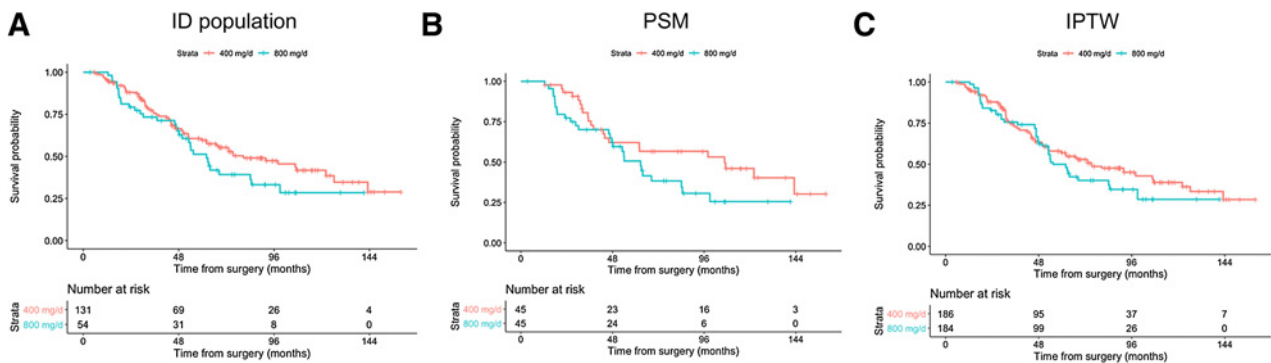 A
ID population
Strata 400 mg/d 800 mg/d
Survival probability
1.00
0.75
0.50
0.25
0.00
0 48 96 144
Time from surgery (months)
Number at risk
Strata
400 mg/d 131 69 26 4
800 mg/d 54 31 8 0
0 48 96 144
Time from surgery (months)
B
PSM
Strata 400 mg/d 800 mg/d
Survival probability
1.00
0.75
0.50
0.25
0.00
0 48 96 144
Time from surgery (months)
Number at risk
Strata
400 mg/d 45 23 16 3
800 mg/d 45 24 6 0
0 48 96 144
Time from surgery (months)
C
IPTW
Strata 400 mg/d 800 mg/d
Survival probability
1.00
0.75
0.50
0.25
0.00
0 48 96 144
Time from surgery (months)
Number at risk
Strata
400 mg/d 186 95 37 7
800 mg/d 184 99 26 0
0 48 96 144
Time from surgery (months)